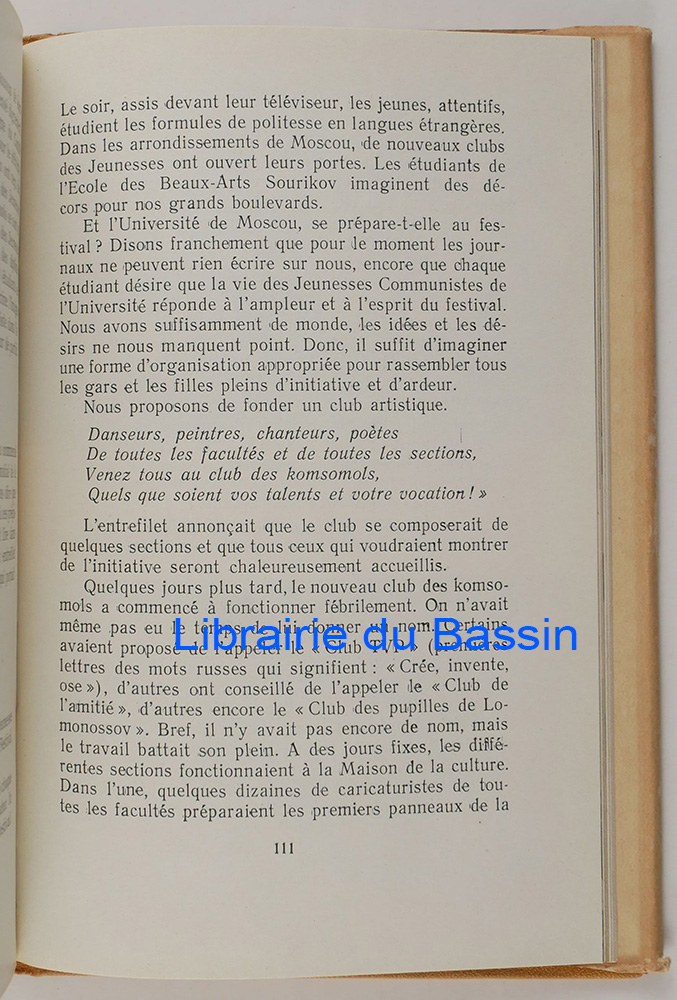 Le soir, assis devant leur téléviseur, les jeunes, attentifs,
étudient les formules de politesse en langues étrangères.
Dans les arrondissements de Moscou, de nouveaux clubs
des Jeunesses ont ouvert leurs portes. Les étudiants de
l'Ecole des Beaux-Arts Sourikov imaginent des dé-
cors pour nos grands boulevards.
Et l'Université de Moscou, se prépare-t-elle au fes-
tival ? Disons franchement que pour le moment les jour-
naux ne peuvent rien écrire sur nous, encore que chaque
étudiant désire que la vie des Jeunesses Communistes de
l'Université réponde à l'ampleur et à l'esprit du festival.
Nous avons suffisamment de monde, les idées et les dé-
sirs ne nous manquent point. Donc, il suffit d'imaginer
une forme d'organisation appropriée pour rassembler tous
les gars et les filles pleins d'initiative et d'ardeur.
Nous proposons de fonder un club artistique.
Danseurs, peintres, chanteurs, poètes
De toutes les facultés et de toutes les sections,
Venez tous au club des komsomols,
Quels que soient vos talents et votre vocation ! »
L'entrefilet annonçait que le club se composerait de
quelques sections et que tous ceux qui voudraient montrer
de l'initiative seront chaleureusement accueillis.
Quelques jours plus tard, le nouveau club des komso-
mols a commencé à fonctionner fébrilement. On n'avait
même pas eu le temps de lui donner un nom. Certains
Librairie du Bassin
avaient proposé de l'appeler le « Club TVP » (premières
lettres des mots russes qui signifient : « Crée, invente,
ose »), d'autres ont conseillé de l'appeler le « Club de
l'amitié », d'autres encore le « Club des pupilles de Lo-
monossov ». Bref, il n'y avait pas encore de nom, mais
le travail battait son plein. A des jours fixes, les diffé-
rentes sections fonctionnaient à la Maison de la culture.
Dans l'une, quelques dizaines de caricaturistes de tou-
tes les facultés préparaient les premiers panneaux de la
111